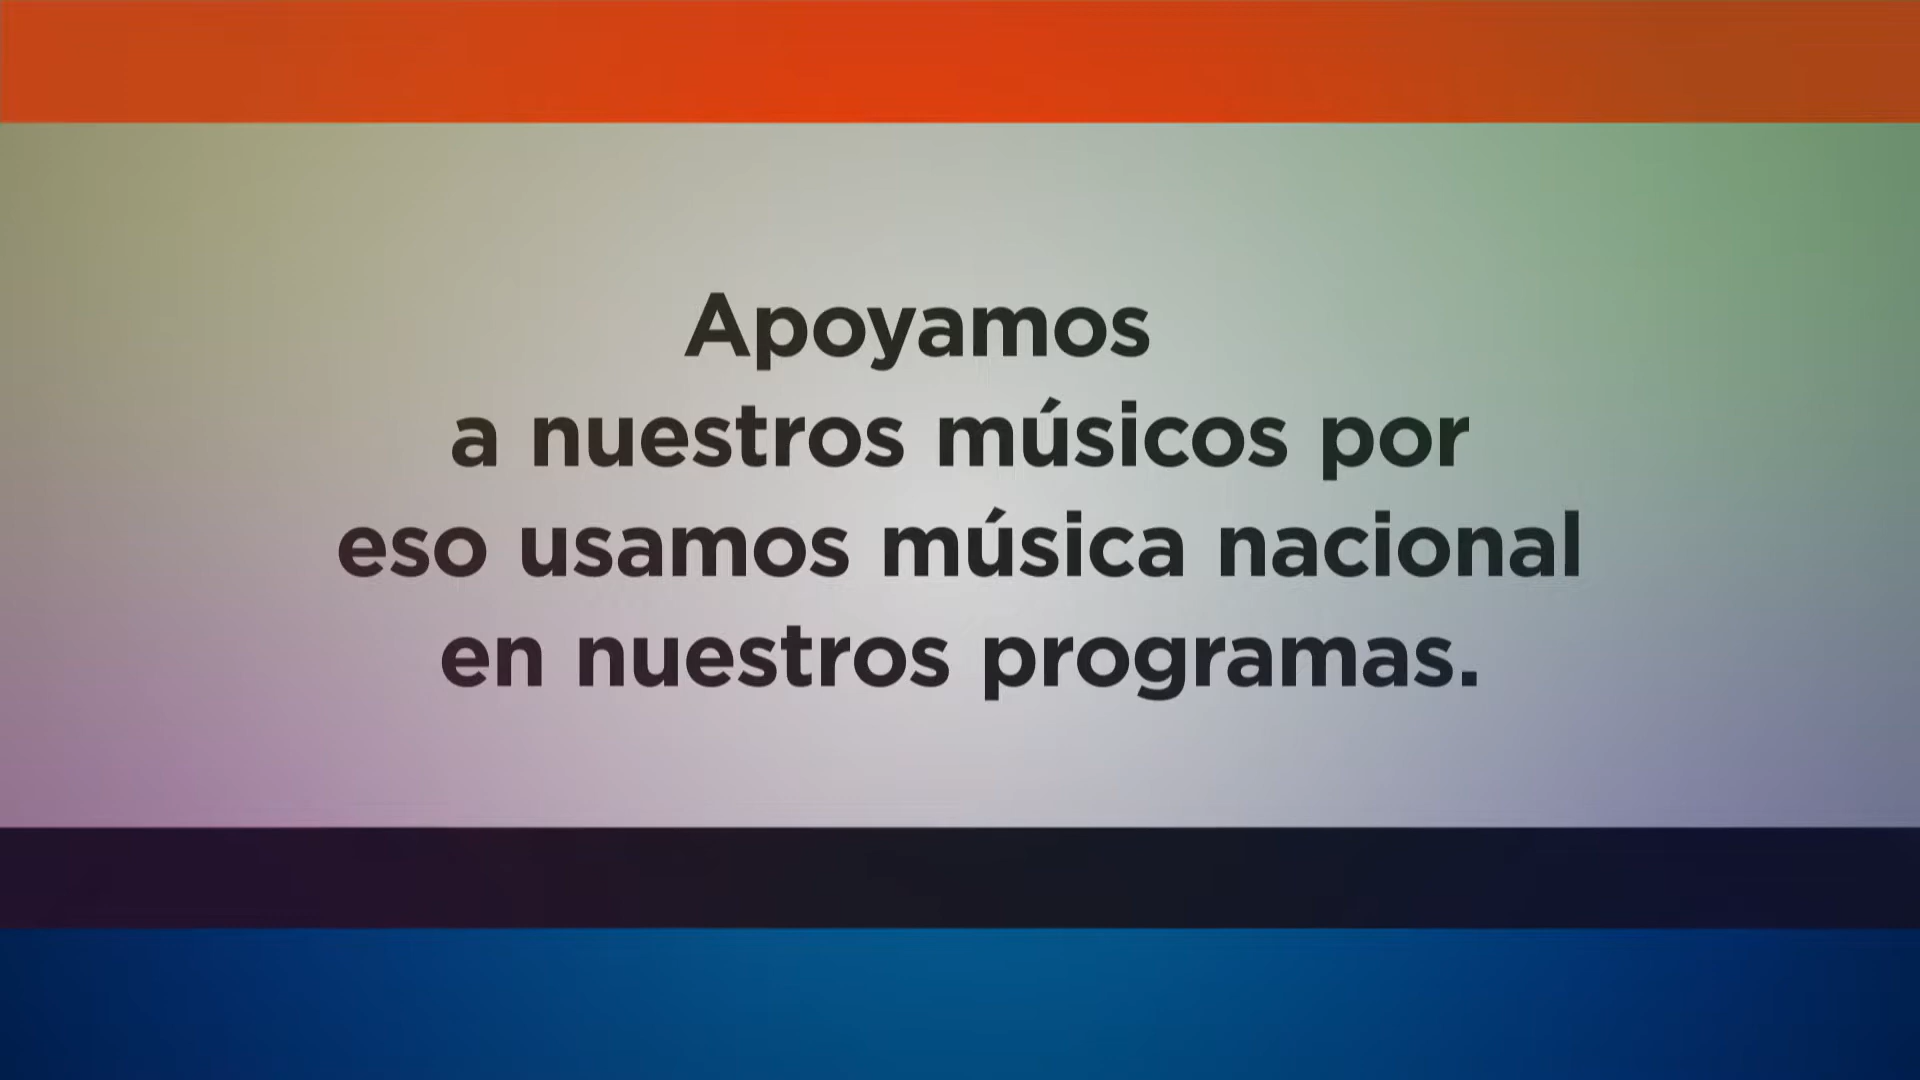 Apoyamos
a nuestros músicos por
eso usamos música nacional
en nuestros programas.